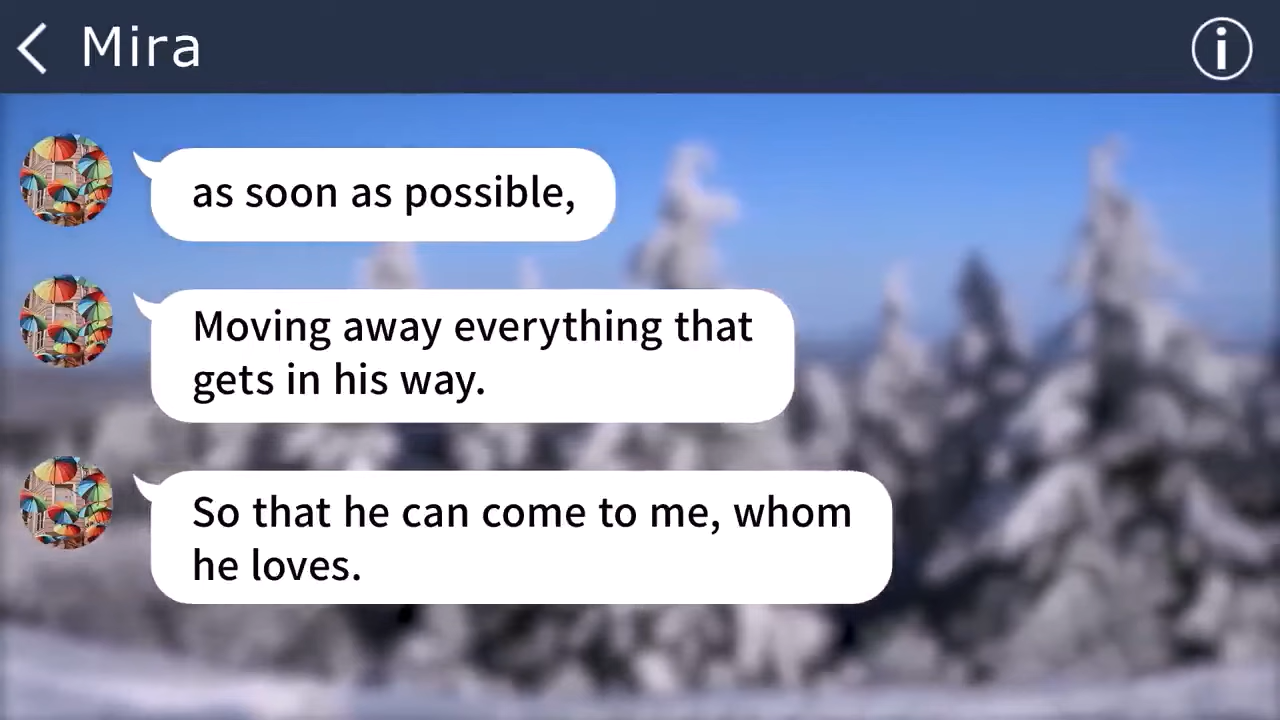 Mira
as soon as possible,
Moving away everything that
gets in his way.
So that he can come to me, whom
he loves.